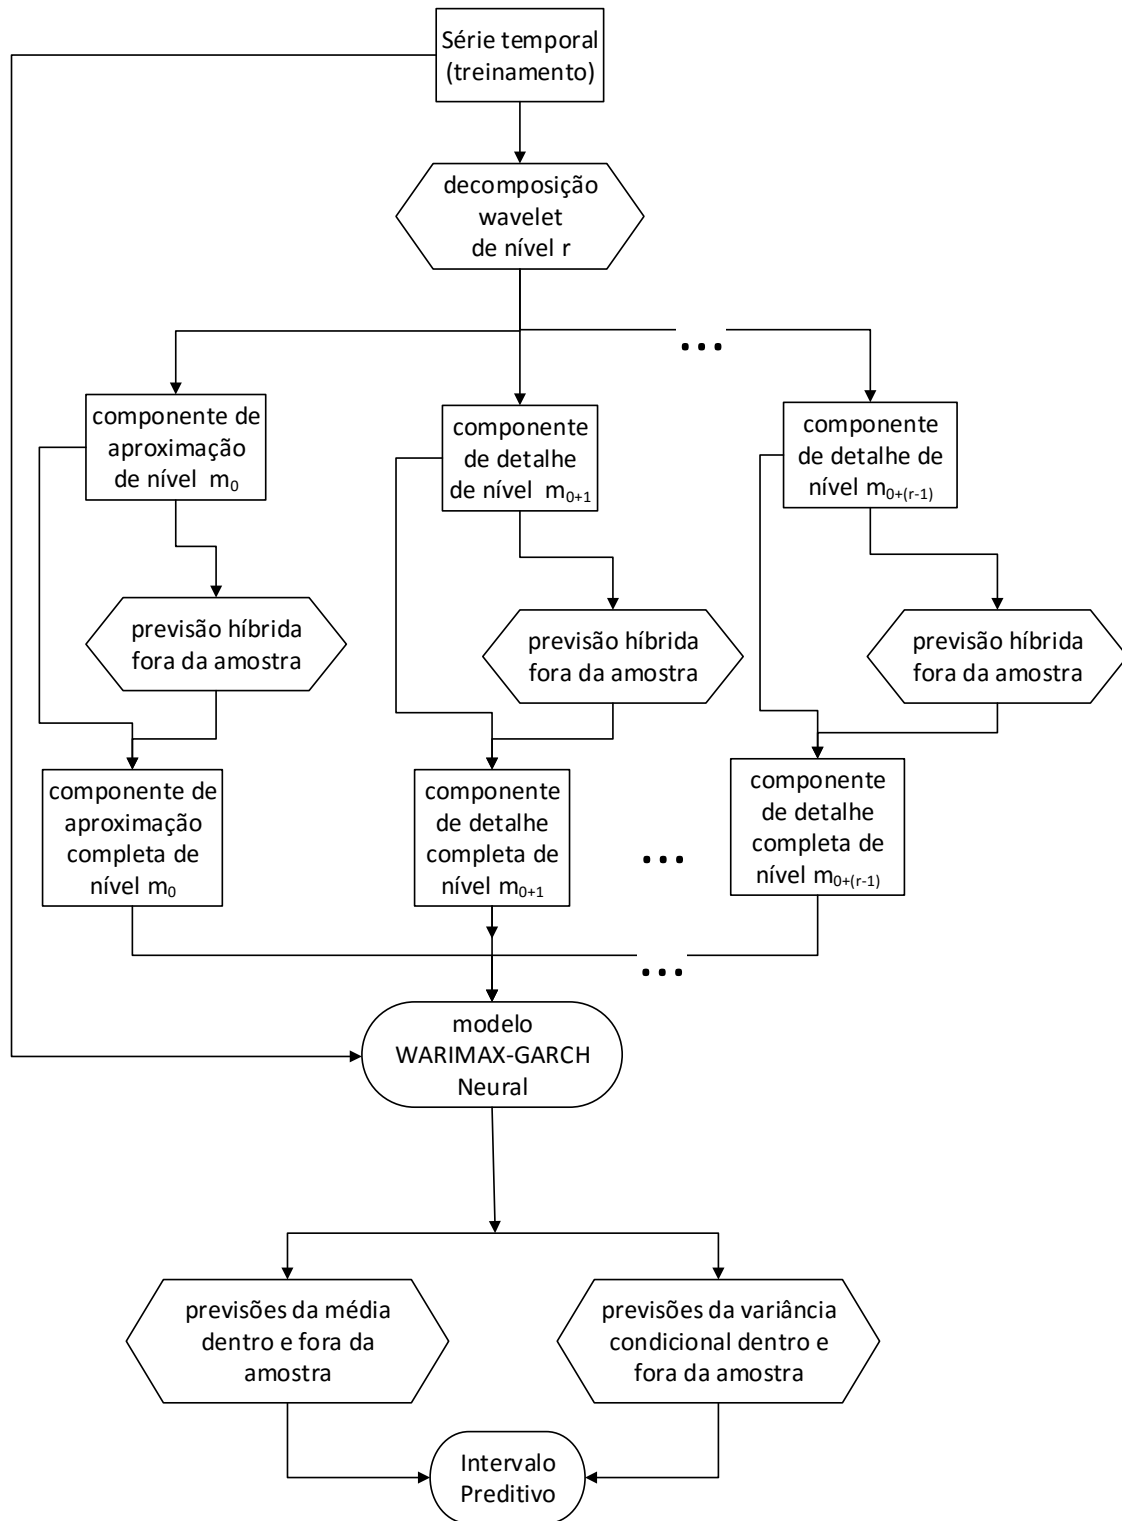 Série temporal
(treinamento)
decomposição
wavelet
de nível r
...
componente de
aproximação
de nível m₀
componente
de detalhe
de nível m₀₊₁
componente
de detalhe de
nível m₀₊₍ᵣ₋₁₎
previsão híbrida
fora da amostra
previsão híbrida
fora da amostra
previsão híbrida
fora da amostra
componente de
aproximação
completa de
nível m₀
componente
de detalhe
completa de
nível m₀₊₁
...
componente
de detalhe
completa de
nível m₀₊₍ᵣ₋₁₎
...
modelo
WARIMAX-GARCH
Neural
previsões da média
dentro e fora da
amostra
previsões da variância
condicional dentro e
fora da amostra
Intervalo
Preditivo